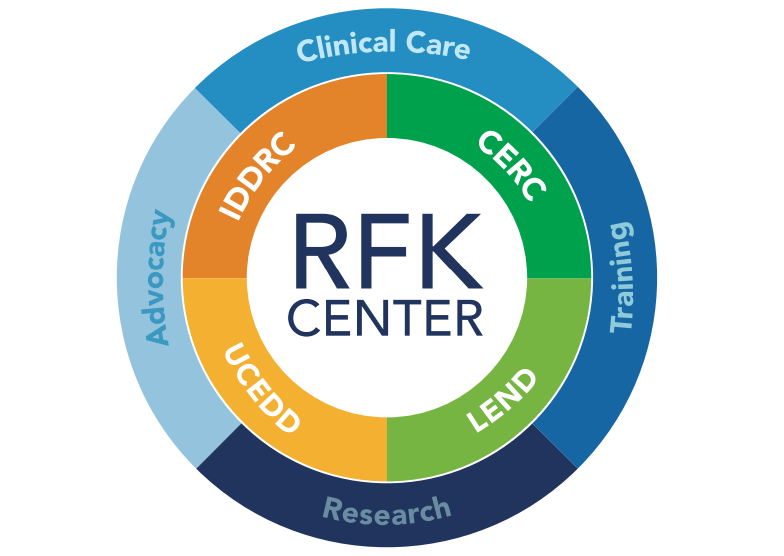 Clinical Care
IDDRC
CERC
Advocacy
RFK
CENTER
Training
UCEDD
LEND
Research